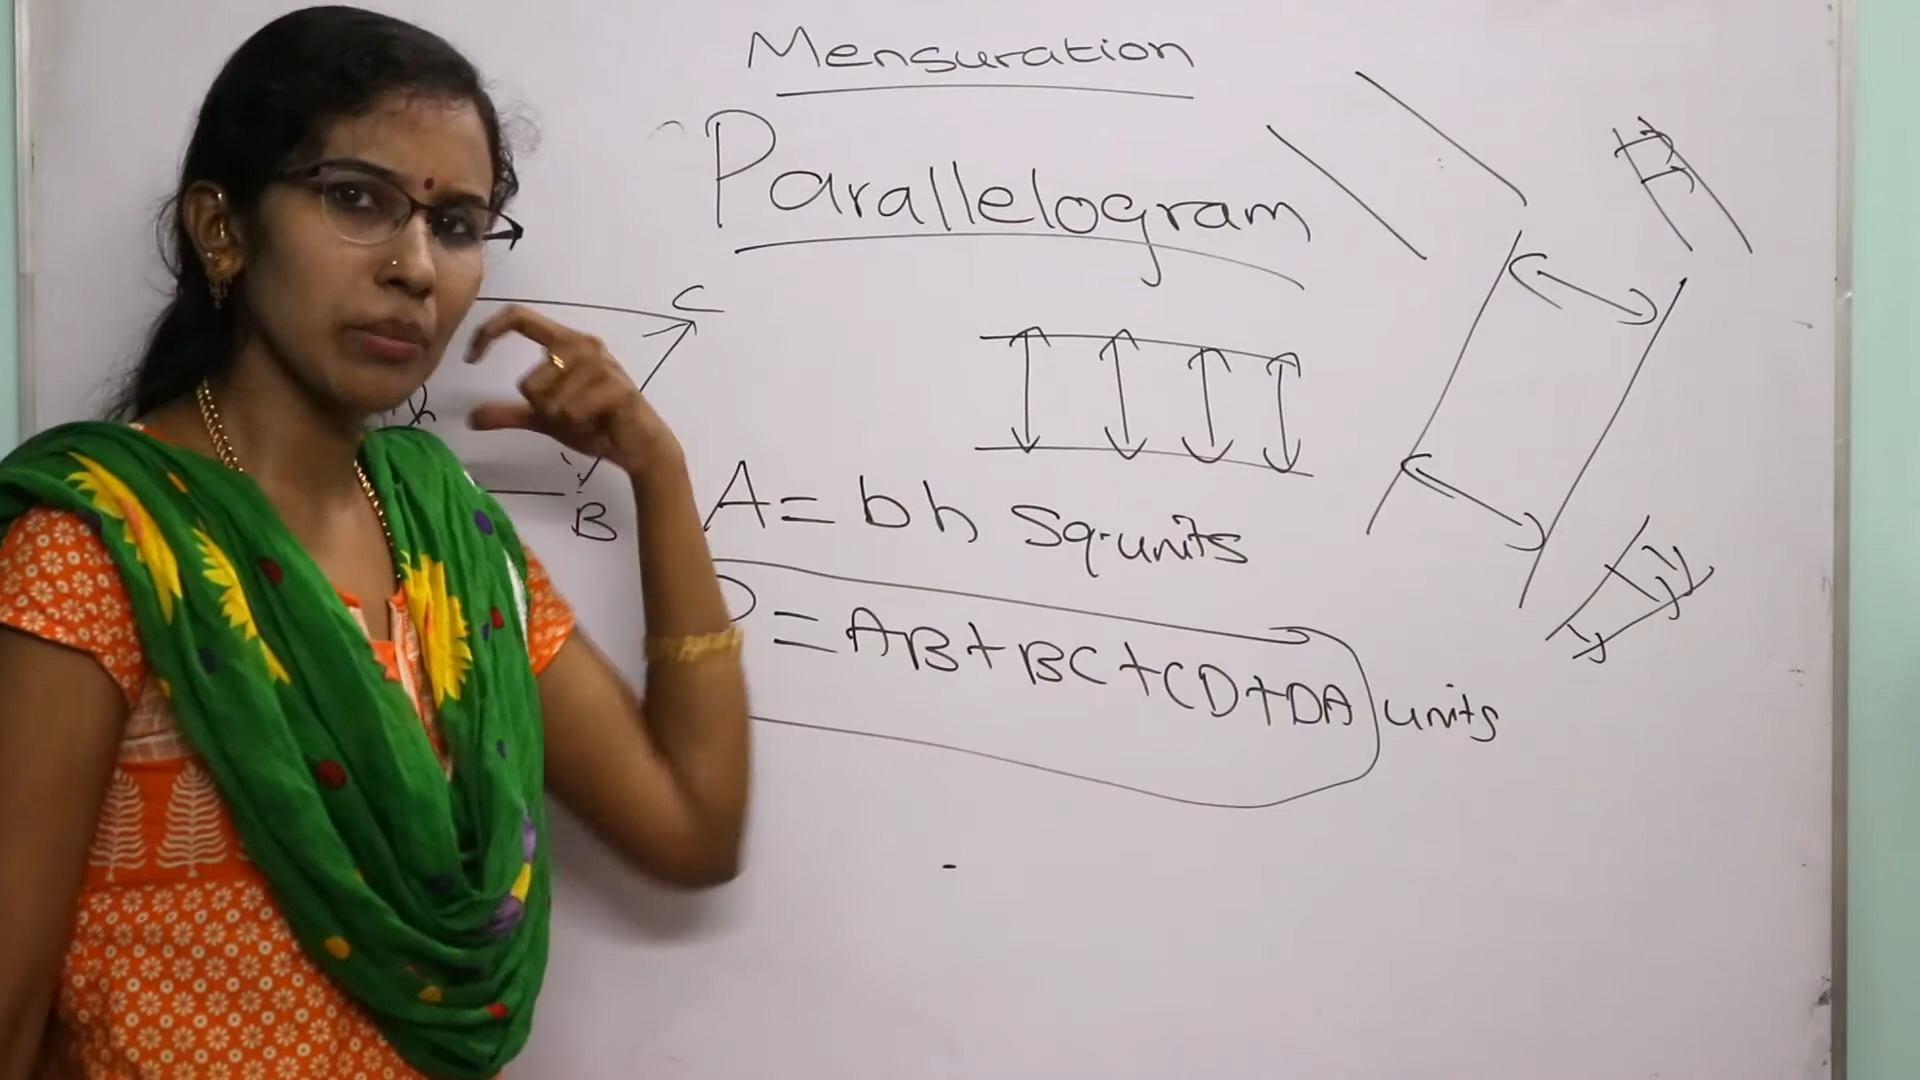 Mensuration
Parallelogram
C
h
B
A = bh Sq.units
P = AB+BC+CD+DA units